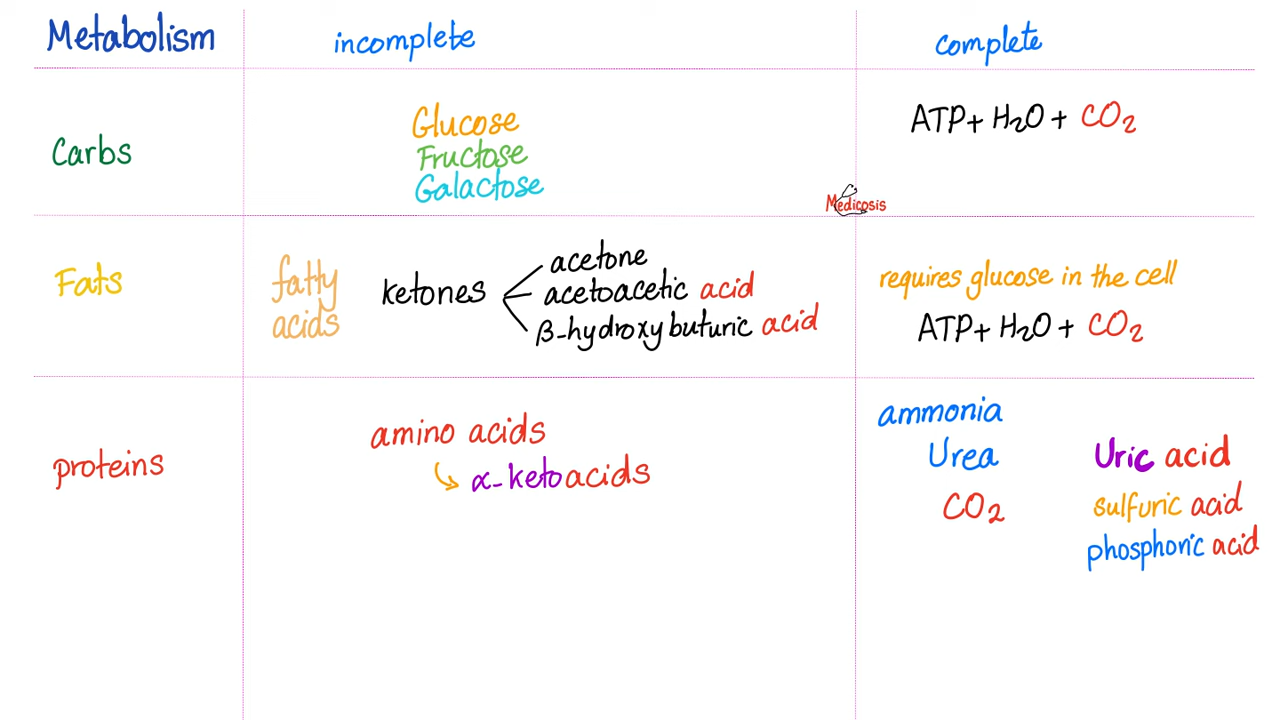 Metabolism incomplete complete
Carbs
Glucose
Fructose
Galactose
ATP + H2O + CO2
Medicosis
Fats
fatty
acids
ketones
acetone
acetoacetic acid
β-hydroxy buturic acid
requires glucose in the cell
ATP + H2O + CO2
proteins
amino acids
α-ketoacids
ammonia
Urea
CO2
Uric acid
sulfuric acid
phosphoric acid